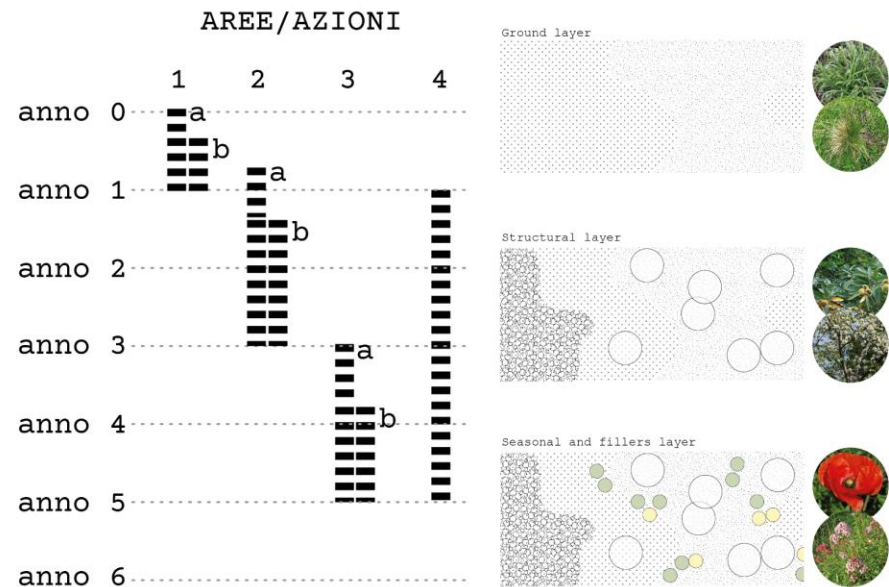 AREE/AZIONI
1 2 3 4
anno 0
a
b
anno 1
a
b
anno 2
anno 3
a
b
anno 4
anno 5
anno 6
Ground layer
Structural layer
Seasonal and fillers layer